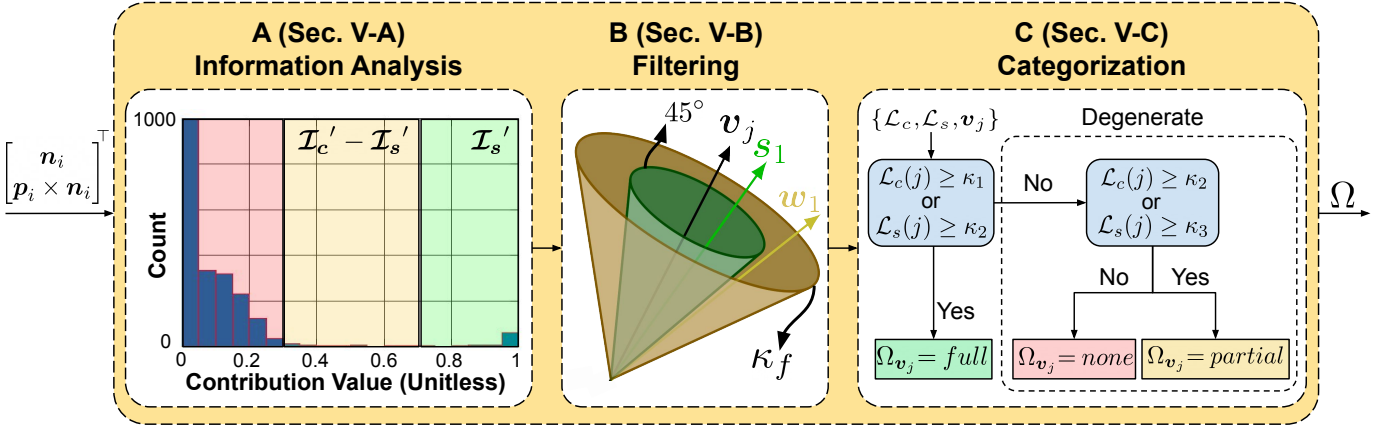 A (Sec. V-A)
Information Analysis
B (Sec. V-B)
Filtering
C (Sec. V-C)
Categorization
[ n_i
p_i × n_i ]^⊤
1000
0
Count
I_c' − I_s'
I_s'
0 0.2 0.4 0.6 0.8 1
Contribution Value (Unitless)
45°
v_j
s_1
w_1
κ_f
{L_c, L_s, v_j}
Degenerate
L_c(j) ≥ κ_1
or
L_s(j) ≥ κ_2
No
L_c(j) ≥ κ_2
or
L_s(j) ≥ κ_3
Yes
No
Yes
Ω_{v_j} = full
Ω_{v_j} = none
Ω_{v_j} = partial
Ω